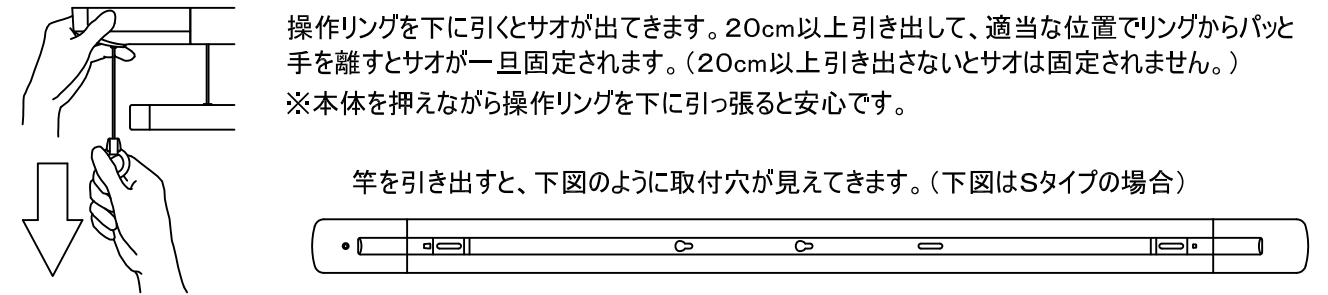 操作リングを下に引くとサオが出てきます。20cm以上引き出して、適当な位置でリングからパッと
手を離すとサオが一旦固定されます。(20cm以上引き出さないとサオは固定されません。)
※本体を押えながら操作リングを下に引っ張ると安心です。
竿を引き出すと、下図のように取付穴が見えてきます。(下図はSタイプの場合)